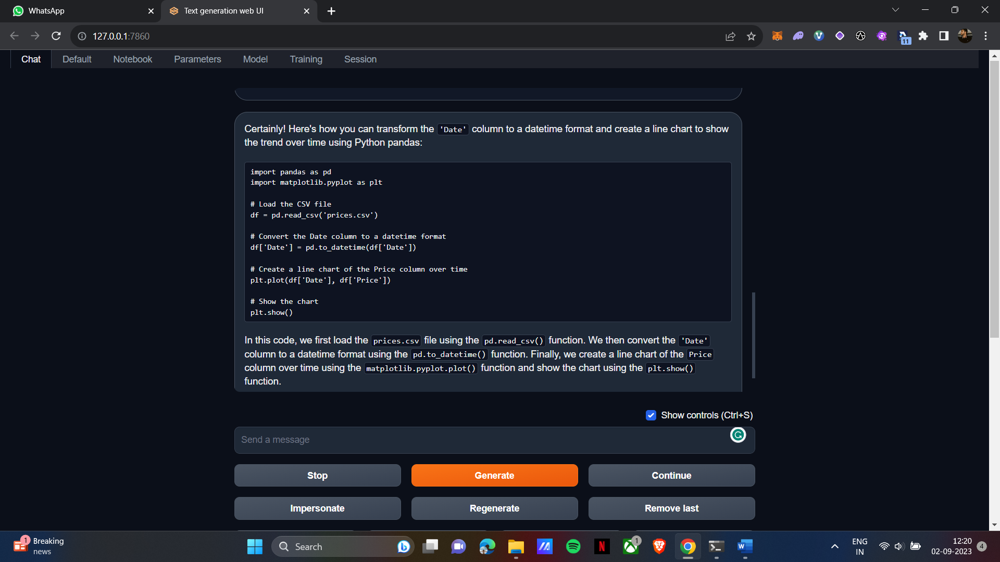 WhatsApp
Text generation web UI
127.0.0.1:7860
11
Chat Default Notebook Parameters Model Training Session
Certainly! Here's how you can transform the 'Date' column to a datetime format and create a line chart to show
the trend over time using Python pandas:
import pandas as pd
import matplotlib.pyplot as plt
# Load the CSV file
df = pd.read_csv('prices.csv')
# Convert the Date column to a datetime format
df['Date'] = pd.to_datetime(df['Date'])
# Create a line chart of the Price column over time
plt.plot(df['Date'], df['Price'])
# Show the chart
plt.show()
In this code, we first load the prices.csv file using the pd.read_csv() function. We then convert the 'Date'
column to a datetime format using the pd.to_datetime() function. Finally, we create a line chart of the Price
column over time using the matplotlib.pyplot.plot() function and show the chart using the plt.show()
function.
Show controls (Ctrl+S)
Send a message
Stop Generate Continue
Impersonate Regenerate Remove last
1
Breaking
news
Search
1
ENG
IN
12:20
02-09-2023
4